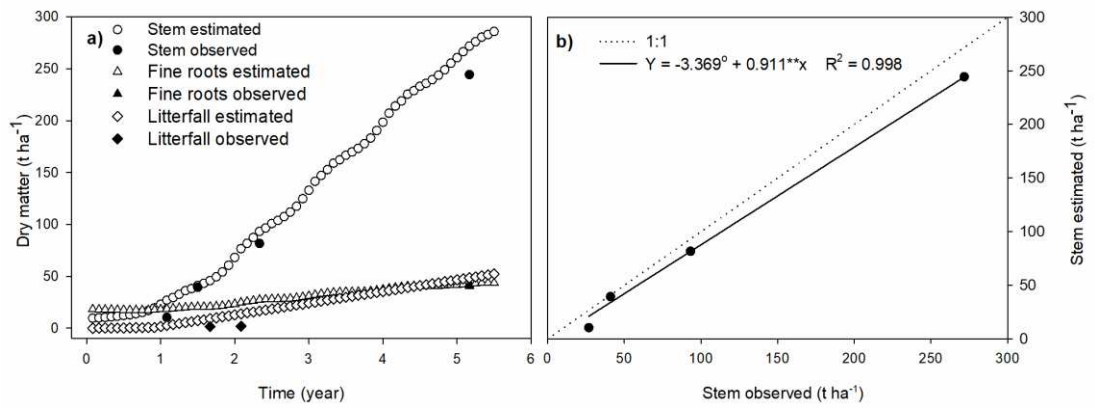 a)
Stem estimated
Stem observed
Fine roots estimated
Fine roots observed
Litterfall estimated
Litterfall observed
300
250
200
150
100
50
0
Dry matter (t ha⁻¹)
0 1 2 3 4 5 6
Time (year)
b)
1:1
Y = -3.369° + 0.911**x R² = 0.998
300
250
200
150
100
50
0
Stem estimated (t ha⁻¹)
50 100 150 200 250 300
Stem observed (t ha⁻¹)